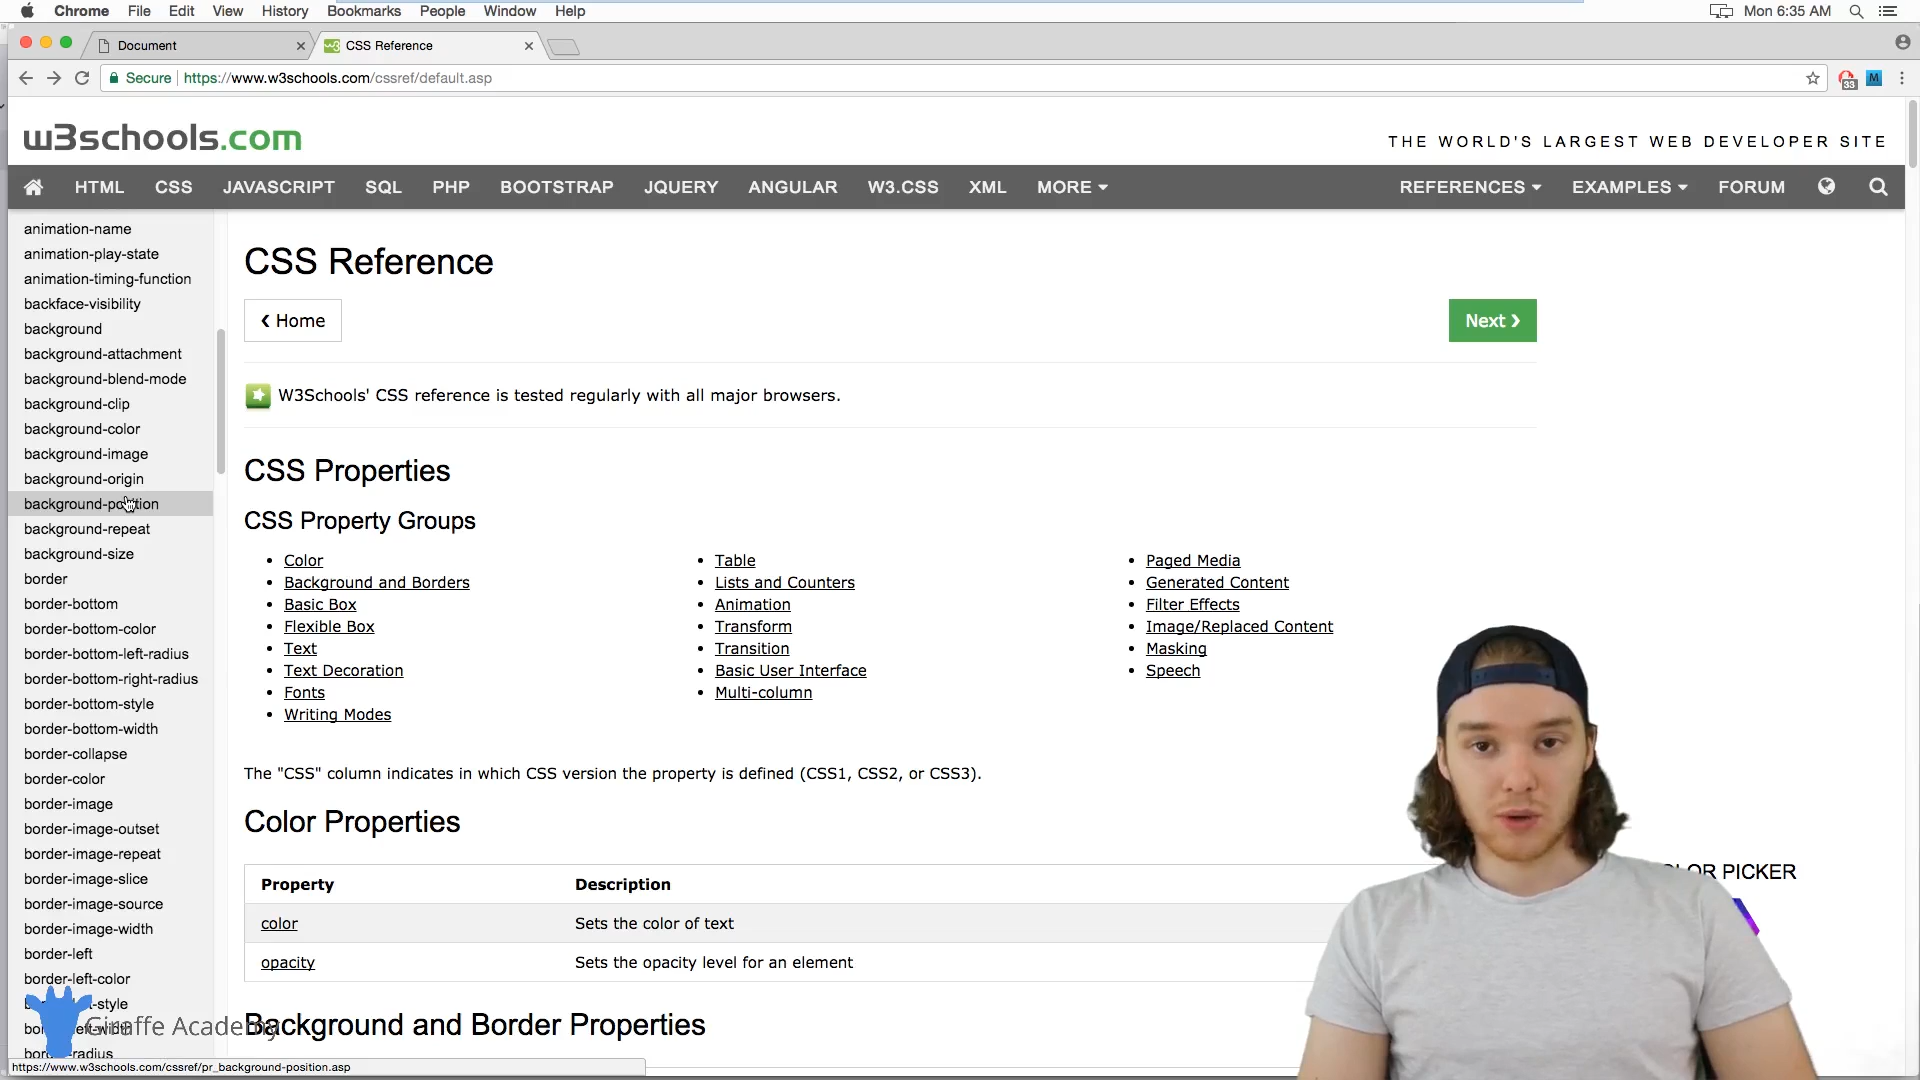 Chrome File Edit View History Bookmarks People Window Help
Mon 6:35 AM
Document
CSS Reference
Secure https://www.w3schools.com/cssref/default.asp
33
M
w3schools.com
THE WORLD'S LARGEST WEB DEVELOPER SITE
HTML CSS JAVASCRIPT SQL PHP BOOTSTRAP JQUERY ANGULAR W3.CSS XML MORE REFERENCES EXAMPLES FORUM
animation-name
animation-play-state
animation-timing-function
backface-visibility
background
background-attachment
background-blend-mode
background-clip
background-color
background-image
background-origin
background-position
background-repeat
background-size
border
border-bottom
border-bottom-color
border-bottom-left-radius
border-bottom-right-radius
border-bottom-style
border-bottom-width
border-collapse
border-color
border-image
border-image-outset
border-image-repeat
border-image-slice
border-image-source
border-image-width
border-left
border-left-color
-style
CSS Reference
❮ Home
Next ❯
W3Schools' CSS reference is tested regularly with all major browsers.
CSS Properties
CSS Property Groups
Color
Background and Borders
Basic Box
Flexible Box
Text
Text Decoration
Fonts
Writing Modes
Table
Lists and Counters
Animation
Transform
Transition
Basic User Interface
Multi-column
Paged Media
Generated Content
Filter Effects
Image/Replaced Content
Masking
Speech
The "CSS" column indicates in which CSS version the property is defined (CSS1, CSS2, or CSS3).
Color Properties
Property Description
color Sets the color of text
opacity Sets the opacity level for an element
Background and Border Properties
PICKER
Giraffe Academy
https://www.w3schools.com/cssref/pr_background-position.asp